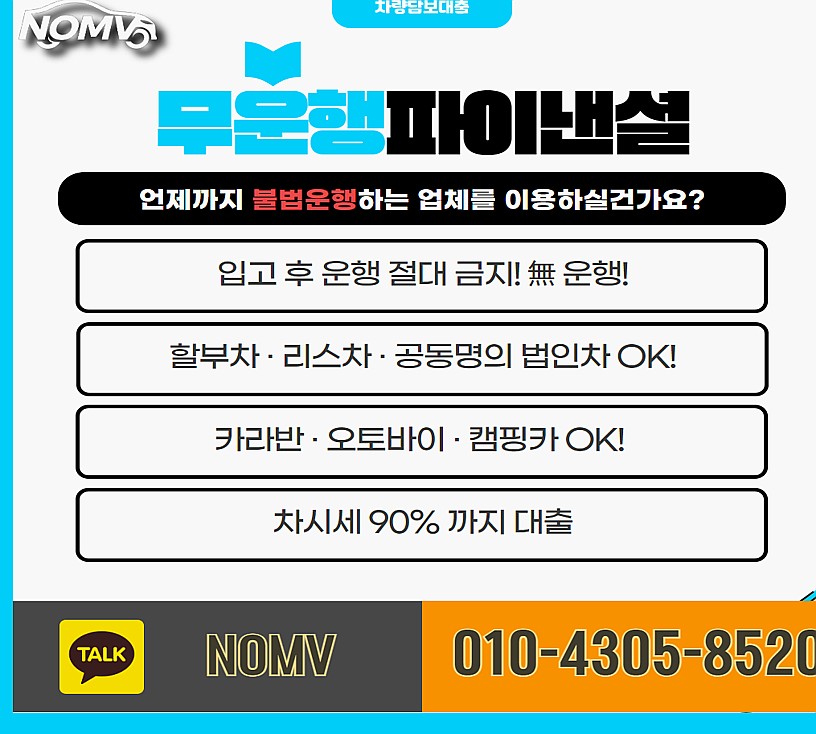 차량담보대출
NOMV
무운행파이낸셜
언제까지 불법운행하는 업체를 이용하실건가요?
입고 후 운행 절대 금지! 無 운행!
할부차 · 리스차 · 공동명의 법인차 OK!
카라반 · 오토바이 · 캠핑카 OK!
차시세 90% 까지 대출
TALK NOMV 010-4305-8520